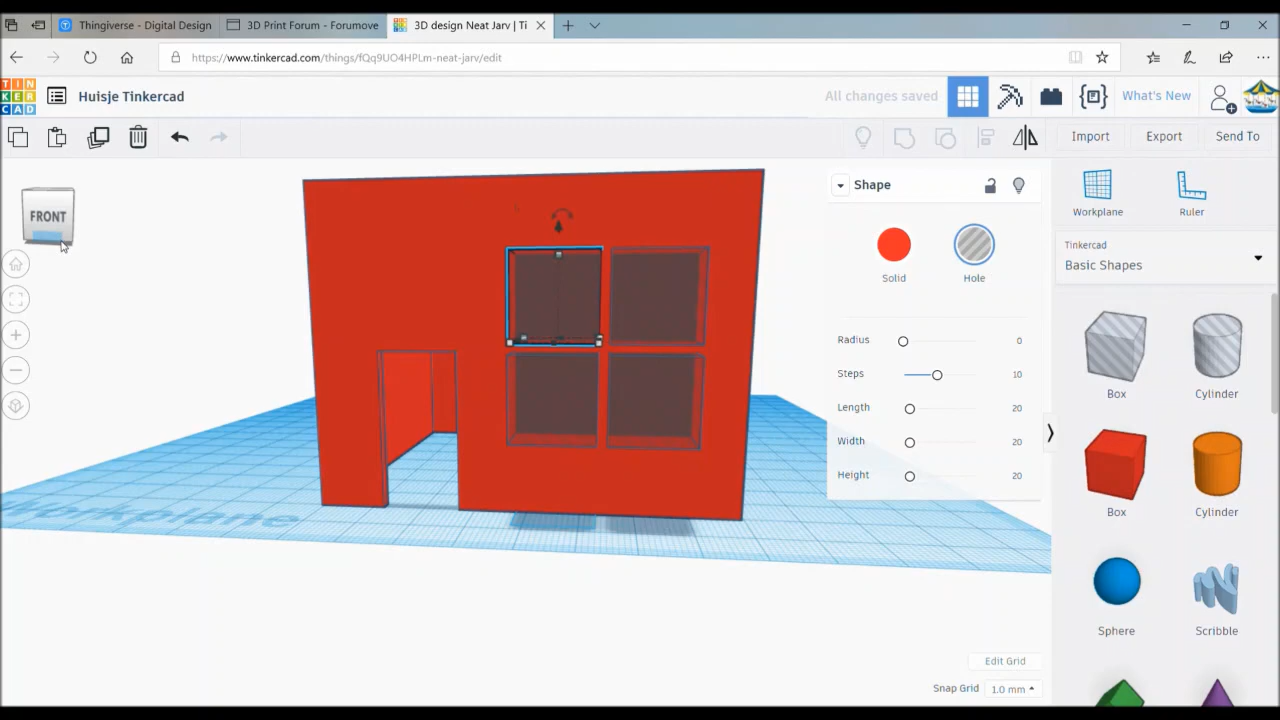 Thingiverse - Digital Design
3D Print Forum - Forumove
3D design Neat Jarv | Ti
https://www.tinkercad.com/things/fQq9UO4HPLm-neat-jarv/edit
TIN
KER
CAD
Huisje Tinkercad
All changes saved
What's New
Import
Export
Send To
FRONT
Shape
Solid
Hole
Radius 0
Steps 10
Length 20
Width 20
Height 20
Workplane
Ruler
Tinkercad
Basic Shapes
Box
Cylinder
Box
Cylinder
Sphere
Scribble
Workplane
Edit Grid
Snap Grid 1.0 mm